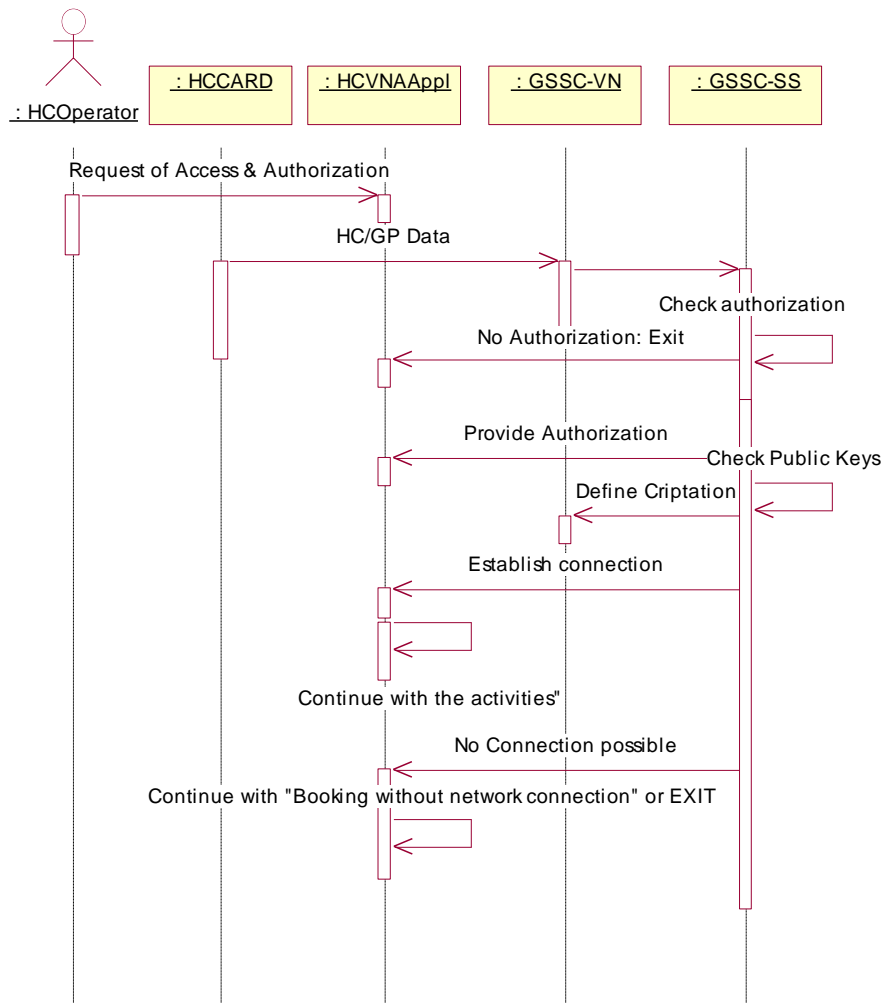 : HCOperator
: HCCARD
: HCVNAAppl
: GSSC-VN
: GSSC-SS
Request of Access & Authorization
HC/GP Data
Check authorization
No Authorization: Exit
Provide Authorization
Check Public Keys
Define Criptation
Establish connection
Continue with the activities"
No Connection possible
Continue with "Booking without network connection" or EXIT